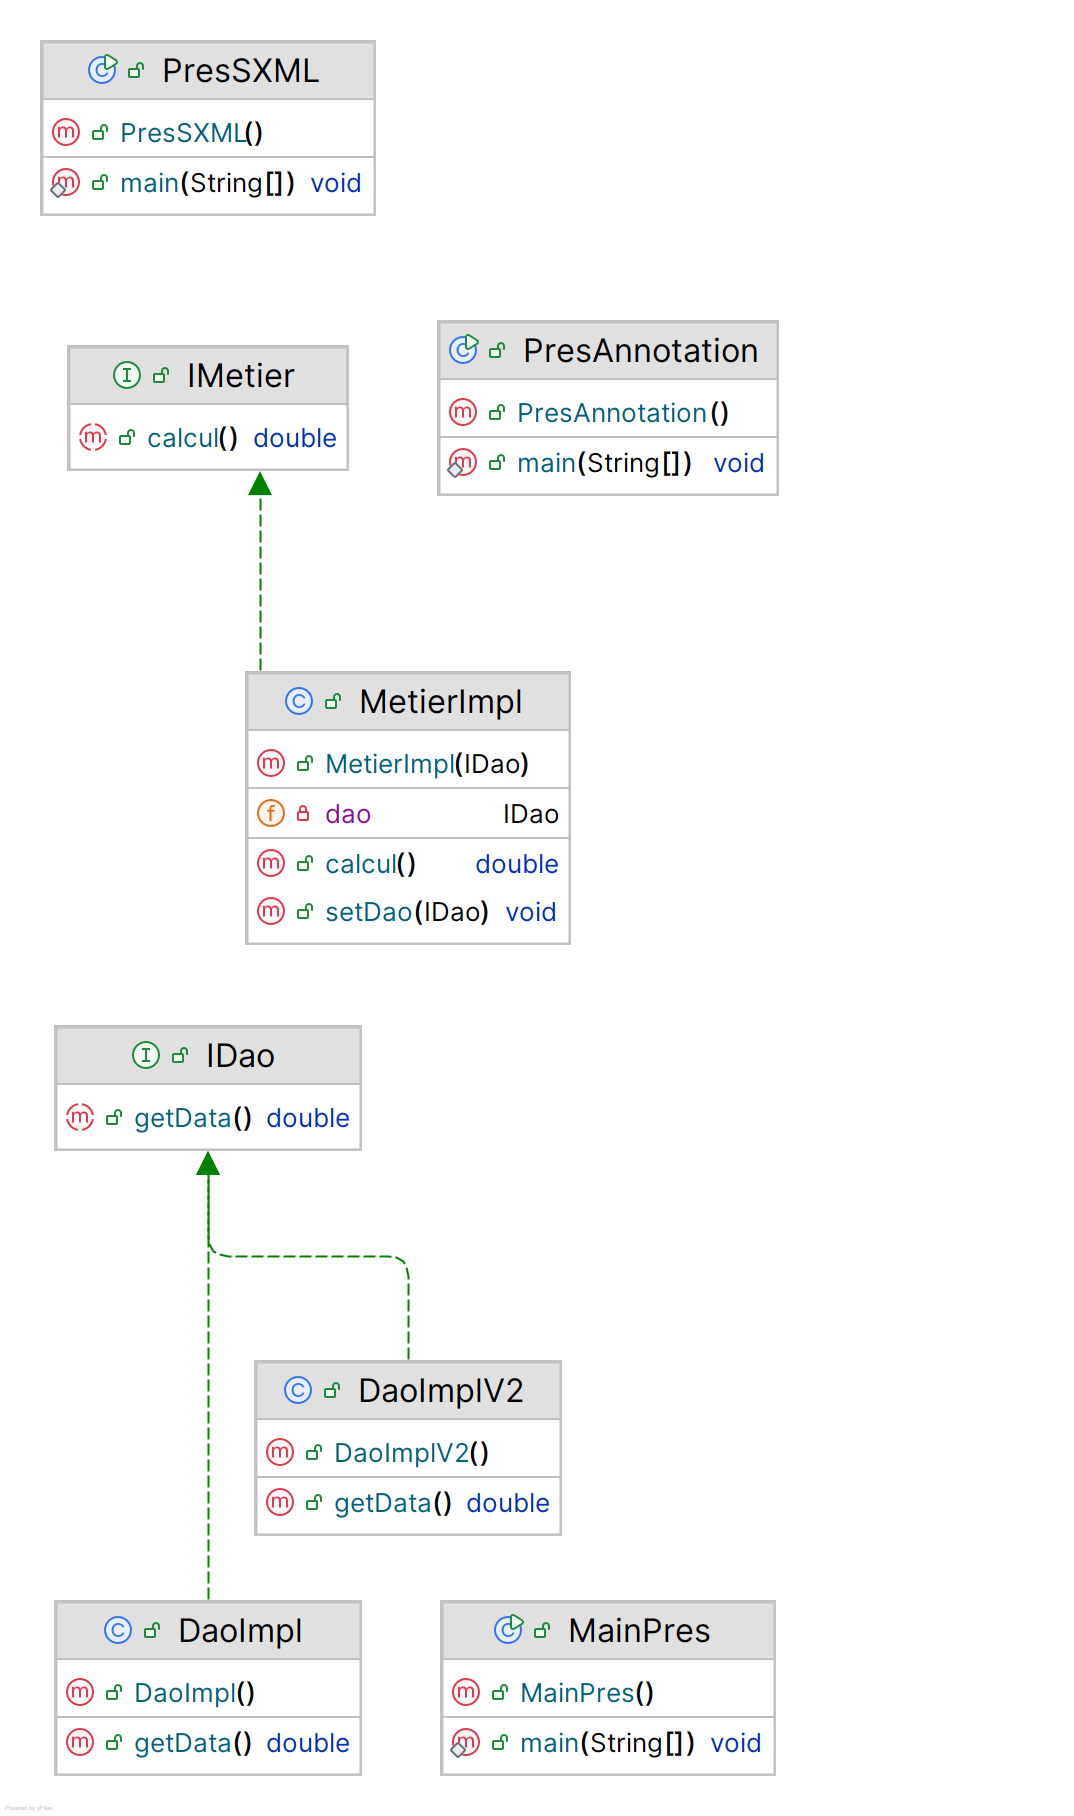 PresSXML
PresSXML()
main(String[]) void
IMetier
calcul() double
PresAnnotation
PresAnnotation()
main(String[]) void
MetierImpl
MetierImpl(IDao)
dao IDao
calcul() double
setDao(IDao) void
IDao
getData() double
DaoImplV2
DaoImplV2()
getData() double
DaoImpl
DaoImpl()
getData() double
MainPres
MainPres()
main(String[]) void
Powered by yFiles